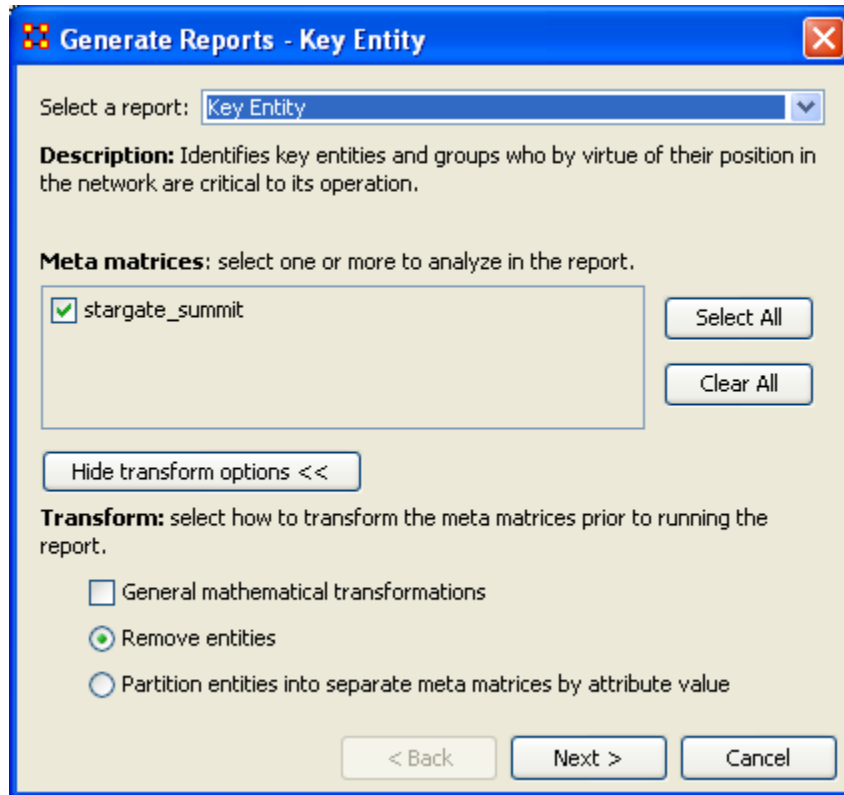 Generate Reports - Key Entity
Select a report: Key Entity
Description: Identifies key entities and groups who by virtue of their position in
the network are critical to its operation.
Meta matrices: select one or more to analyze in the report.
stargate_summit
Select All
Clear All
Hide transform options <<
Transform: select how to transform the meta matrices prior to running the
report.
General mathematical transformations
Remove entities
Partition entities into separate meta matrices by attribute value
< Back Next > Cancel